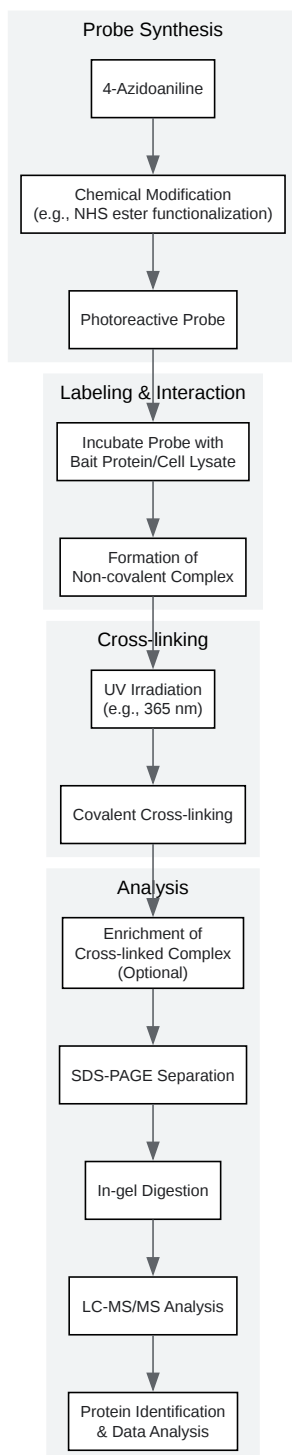 Probe Synthesis
4-Azidoaniline
Chemical Modification
(e.g., NHS ester functionalization)
Photoreactive Probe
Labeling & Interaction
Incubate Probe with
Bait Protein/Cell Lysate
Formation of
Non-covalent Complex
Cross-linking
UV Irradiation
(e.g., 365 nm)
Covalent Cross-linking
Analysis
Enrichment of
Cross-linked Complex
(Optional)
SDS-PAGE Separation
In-gel Digestion
LC-MS/MS Analysis
Protein Identification
& Data Analysis